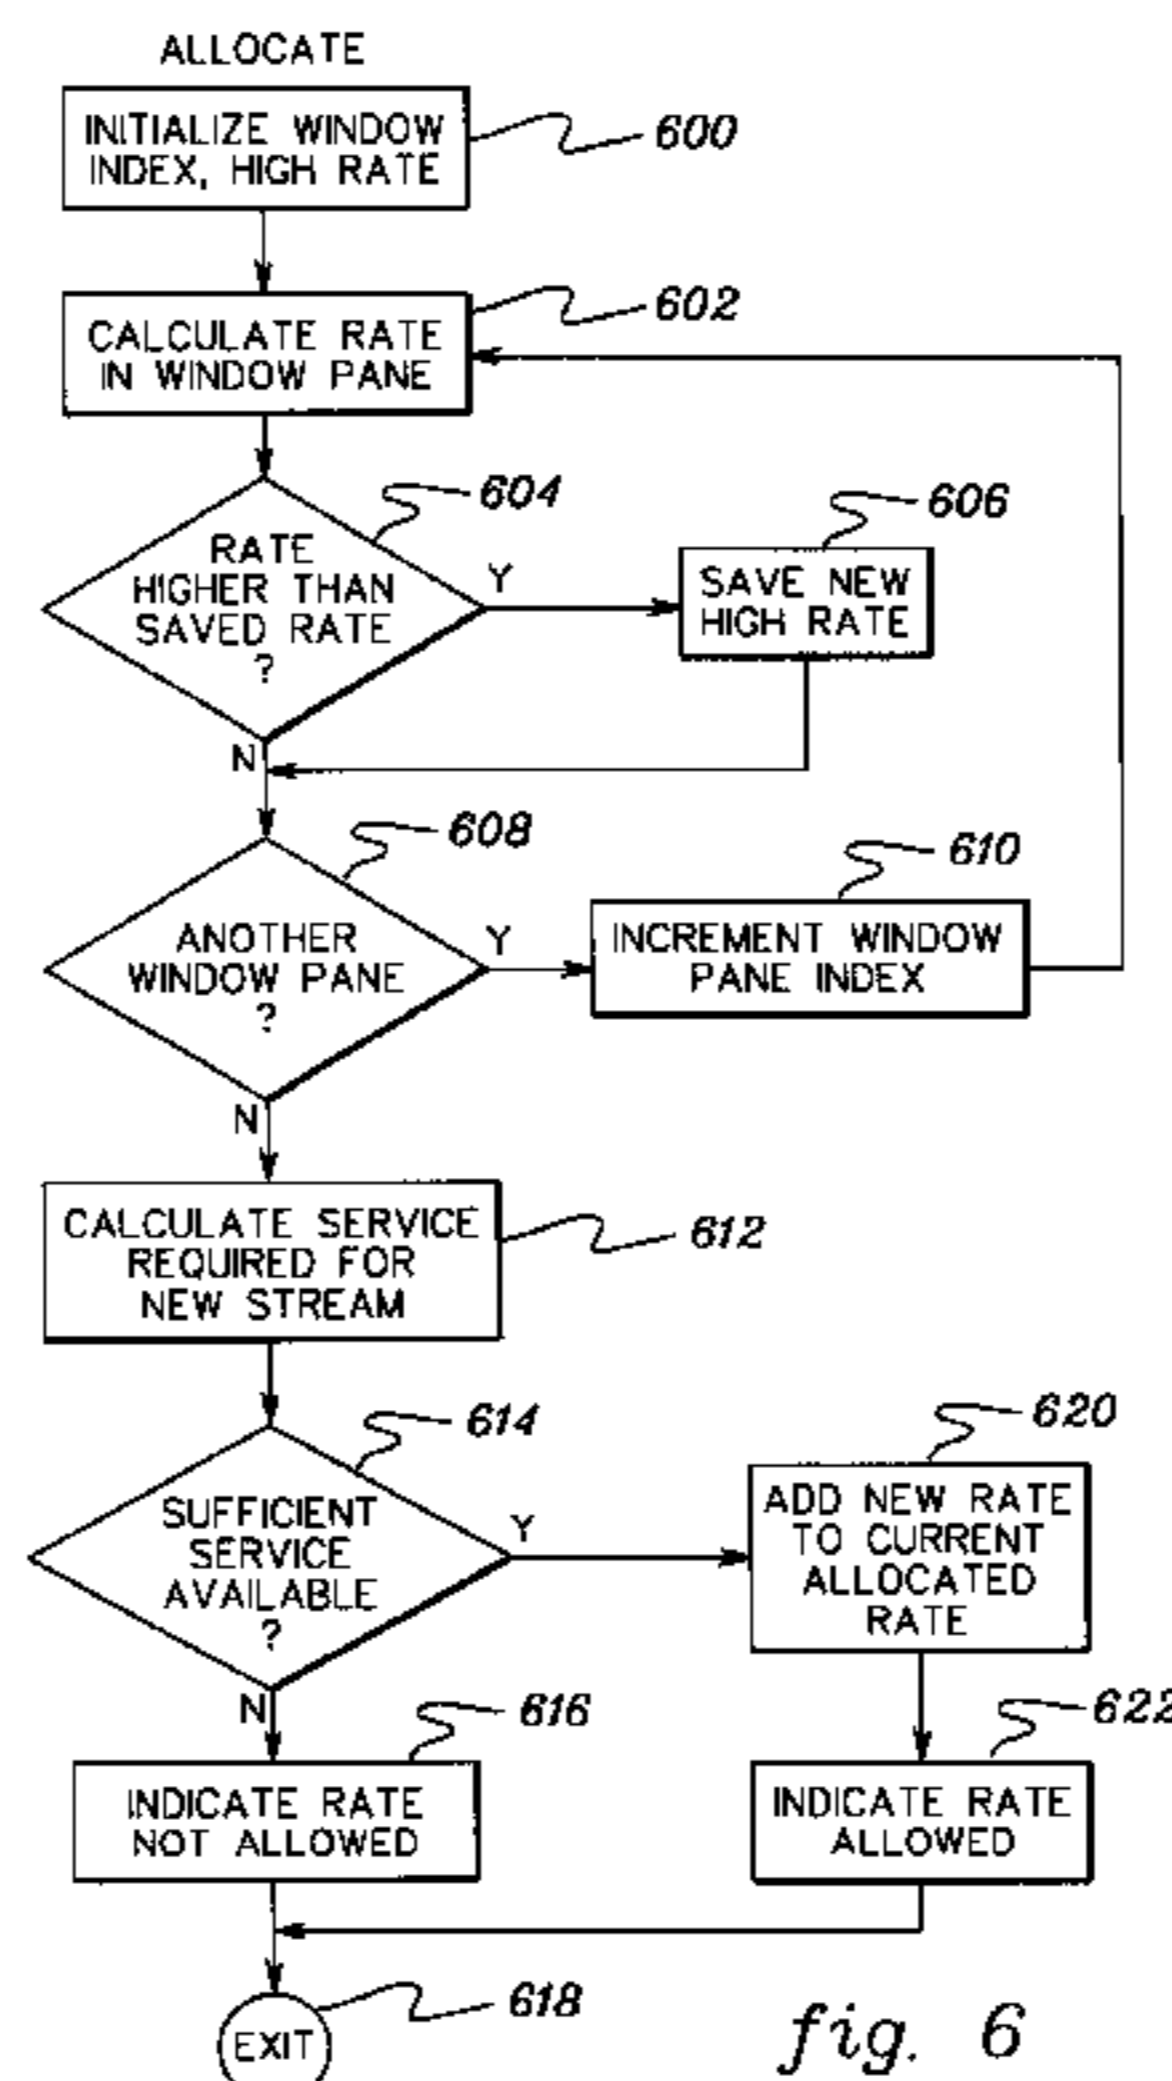 ALLOCATE
INITIALIZE WINDOW
INDEX, HIGH RATE
600
CALCULATE RATE
IN WINDOW PANE
602
RATE
HIGHER THAN
SAVED RATE
?
604
Y
SAVE NEW
HIGH RATE
606
N
ANOTHER
WINDOW PANE
?
608
Y
INCREMENT WINDOW
PANE INDEX
610
N
CALCULATE SERVICE
REQUIRED FOR
NEW STREAM
612
SUFFICIENT
SERVICE
AVAILABLE
?
614
Y
ADD NEW RATE
TO CURRENT
ALLOCATED
RATE
620
N
INDICATE RATE
NOT ALLOWED
616
INDICATE RATE
ALLOWED
622
EXIT
618
fig. 6